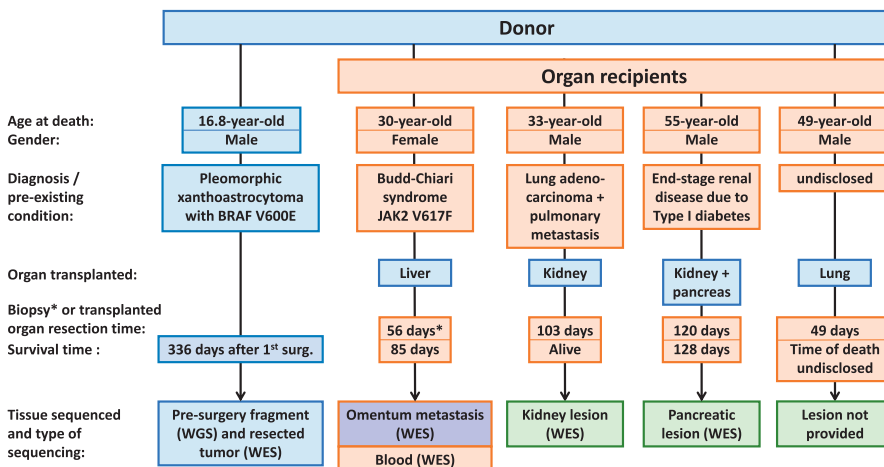 Donor
Organ recipients
Age at death:
Gender:
16.8-year-old
Male
30-year-old
Female
33-year-old
Male
55-year-old
Male
49-year-old
Male
Diagnosis /
pre-existing
condition:
Pleomorphic
xanthoastrocytoma
with BRAF V600E
Budd-Chiari
syndrome
JAK2 V617F
Lung adeno-
carcinoma +
pulmonary
metastasis
End-stage renal
disease due to
Type I diabetes
undisclosed
Organ transplanted:
Liver
Kidney
Kidney +
pancreas
Lung
Biopsy* or transplanted
organ resection time:
Survival time :
336 days after 1st surg.
56 days*
85 days
103 days
Alive
120 days
128 days
49 days
Time of death
undisclosed
Tissue sequenced
and type of
sequencing:
Pre-surgery fragment
(WGS) and resected
tumor (WES)
Omentum metastasis
(WES)
Blood (WES)
Kidney lesion
(WES)
Pancreatic
lesion (WES)
Lesion not
provided